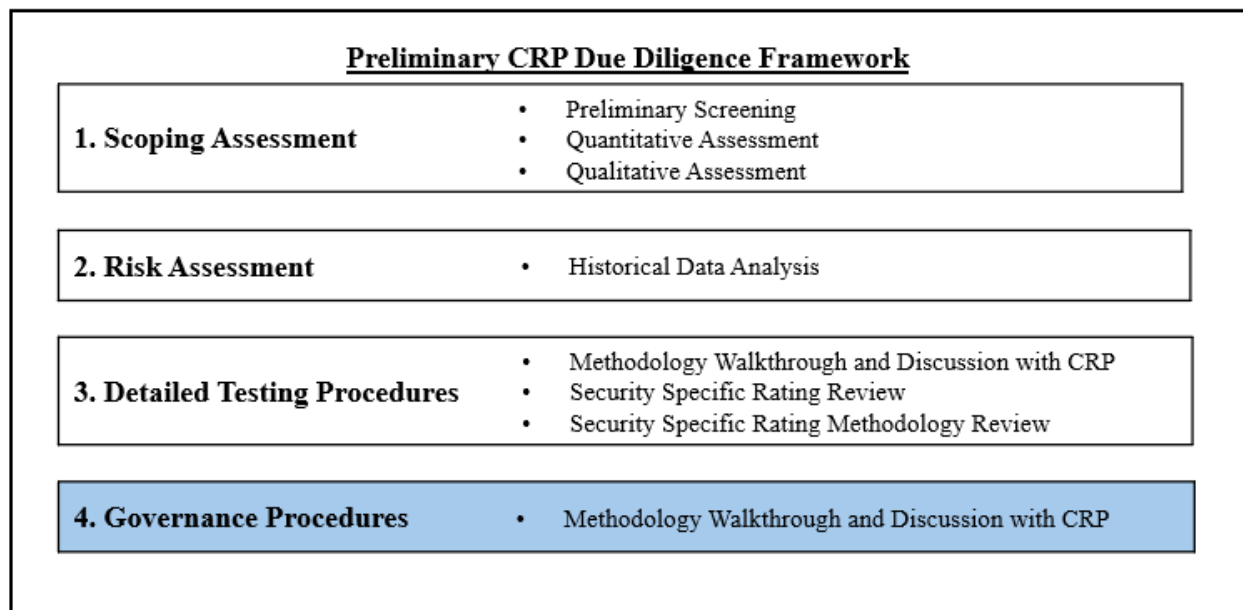 Preliminary CRP Due Diligence Framework
1. Scoping Assessment
• Preliminary Screening
• Quantitative Assessment
• Qualitative Assessment
2. Risk Assessment
• Historical Data Analysis
3. Detailed Testing Procedures
• Methodology Walkthrough and Discussion with CRP
• Security Specific Rating Review
• Security Specific Rating Methodology Review
4. Governance Procedures
• Methodology Walkthrough and Discussion with CRP